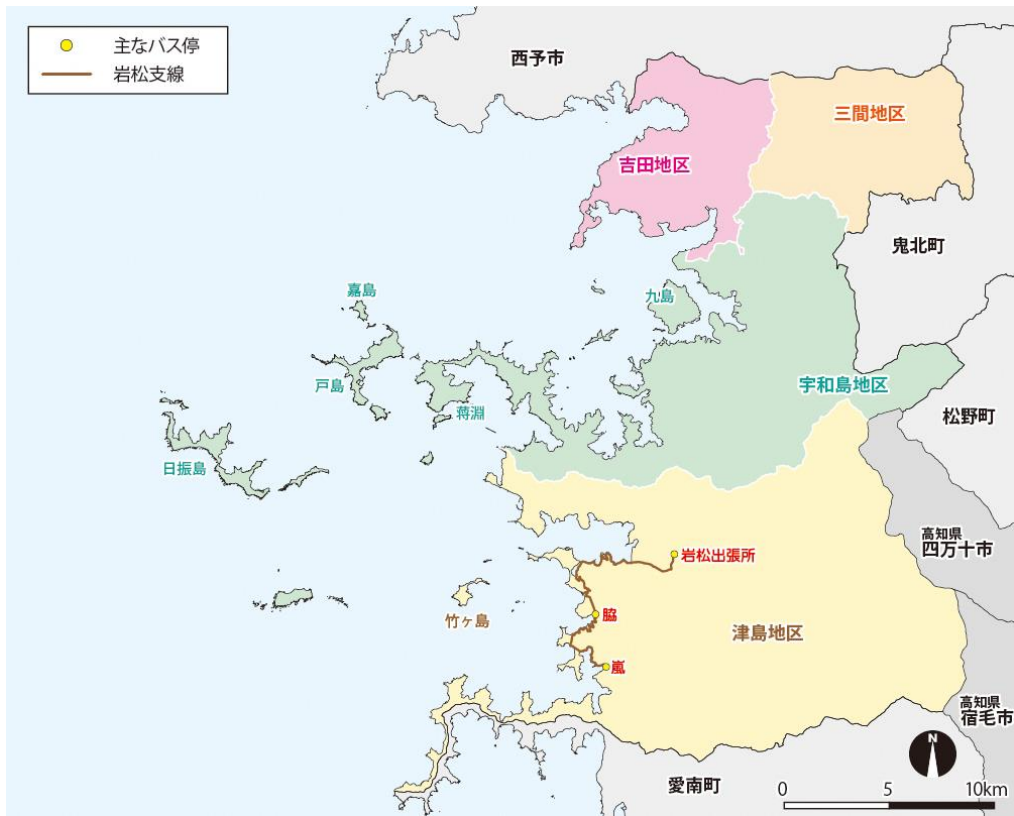 主なバス停
岩松支線
西予市
三間地区
吉田地区
鬼北町
嘉島
九島
戸島
蒋淵
宇和島地区
松野町
日振島
高知県
四万十市
岩松出張所
竹ヶ島
脇
津島地区
嵐
高知県
宿毛市
N
愛南町
0 5 10km